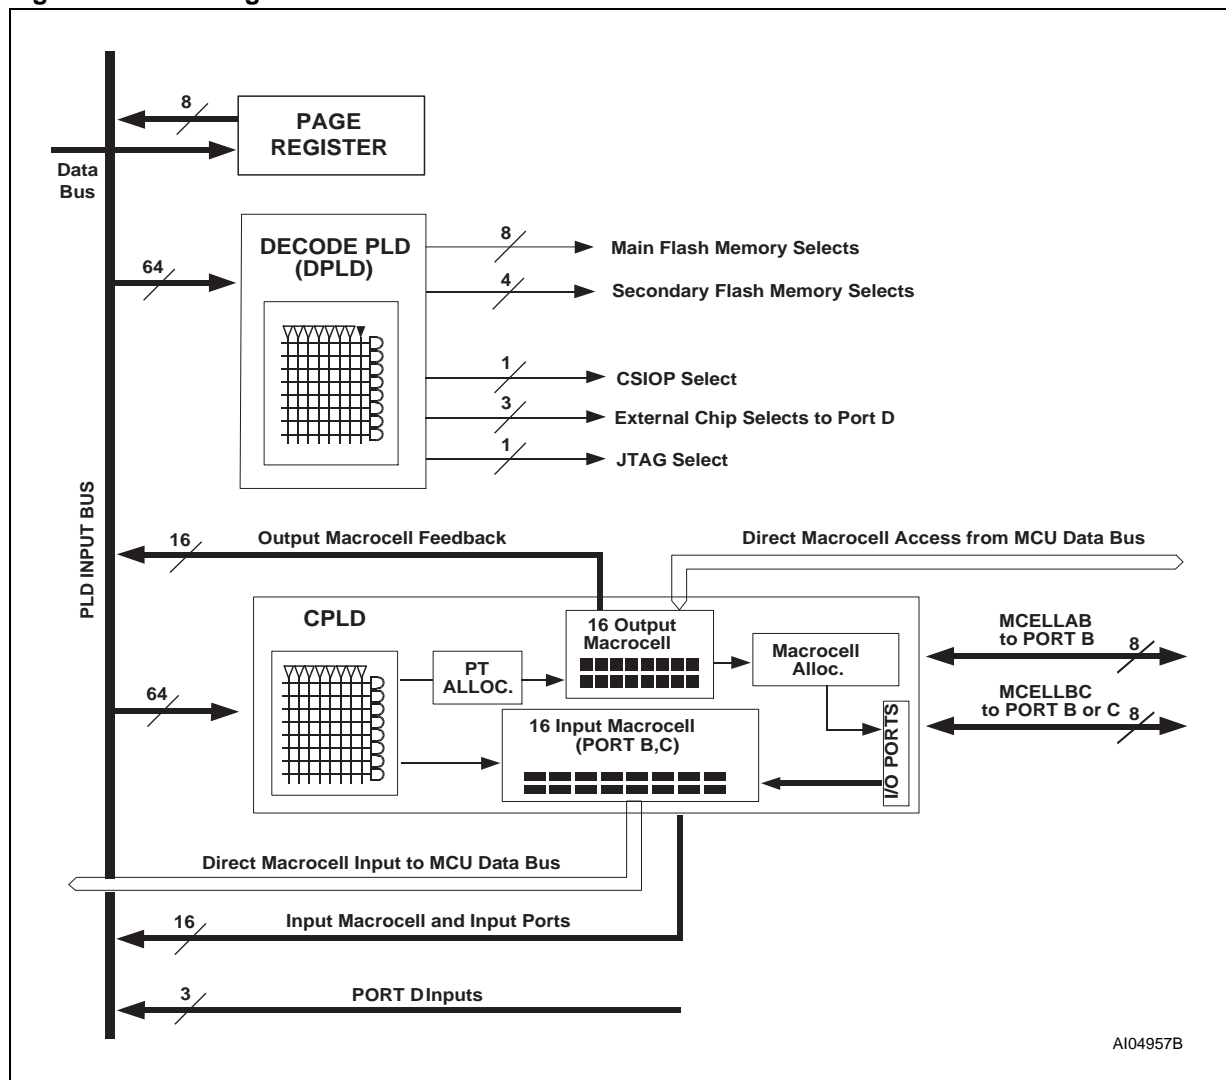 8
PAGE
REGISTER
Data
Bus
DECODE PLD
(DPLD)
64
8
Main Flash Memory Selects
4
Secondary Flash Memory Selects
1
CSIOP Select
3
External Chip Selects to Port D
1
JTAG Select
PLD INPUT BUS
16
Output Macrocell Feedback
Direct Macrocell Access from MCU Data Bus
CPLD
64
PT
ALLOC.
16 Output
Macrocell
Macrocell
Alloc.
MCELLAB
to PORT B
8
MCELLBC
to PORT B or C
8
16 Input Macrocell
(PORT B,C)
I/O PORTS
Direct Macrocell Input to MCU Data Bus
16
Input Macrocell and Input Ports
3
PORT D Inputs
AI04957B